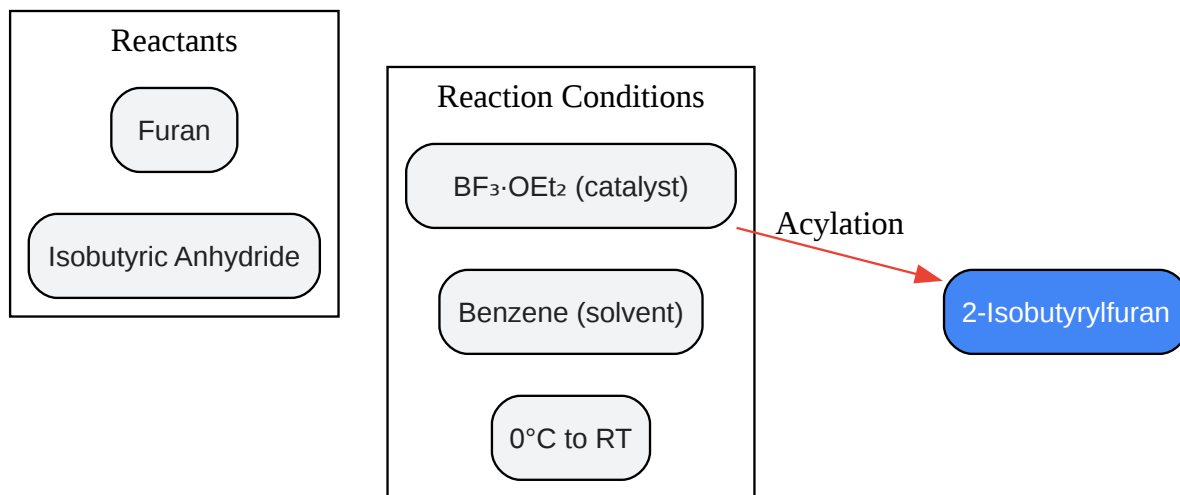 Reactants
Furan
Isobutyric Anhydride
Reaction Conditions
BF₃·OEt₂ (catalyst)
Benzene (solvent)
0°C to RT
Acylation
2-Isobutyrylfuran